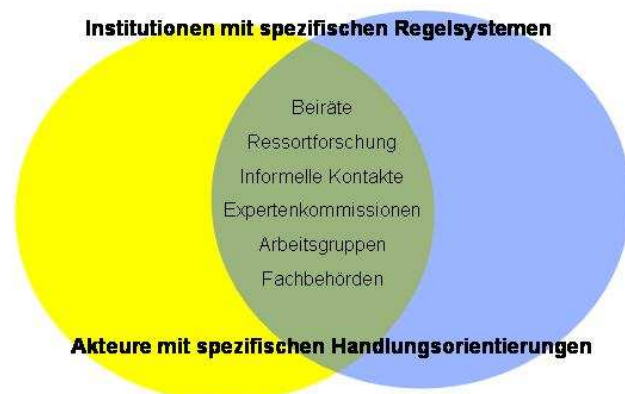 Institutionen mit spezifischen Regelsystemen
Beiräte
Ressortforschung
Informelle Kontakte
Expertenkommissionen
Arbeitsgruppen
Fachbehörden
Akteure mit spezifischen Handlungsorientierungen